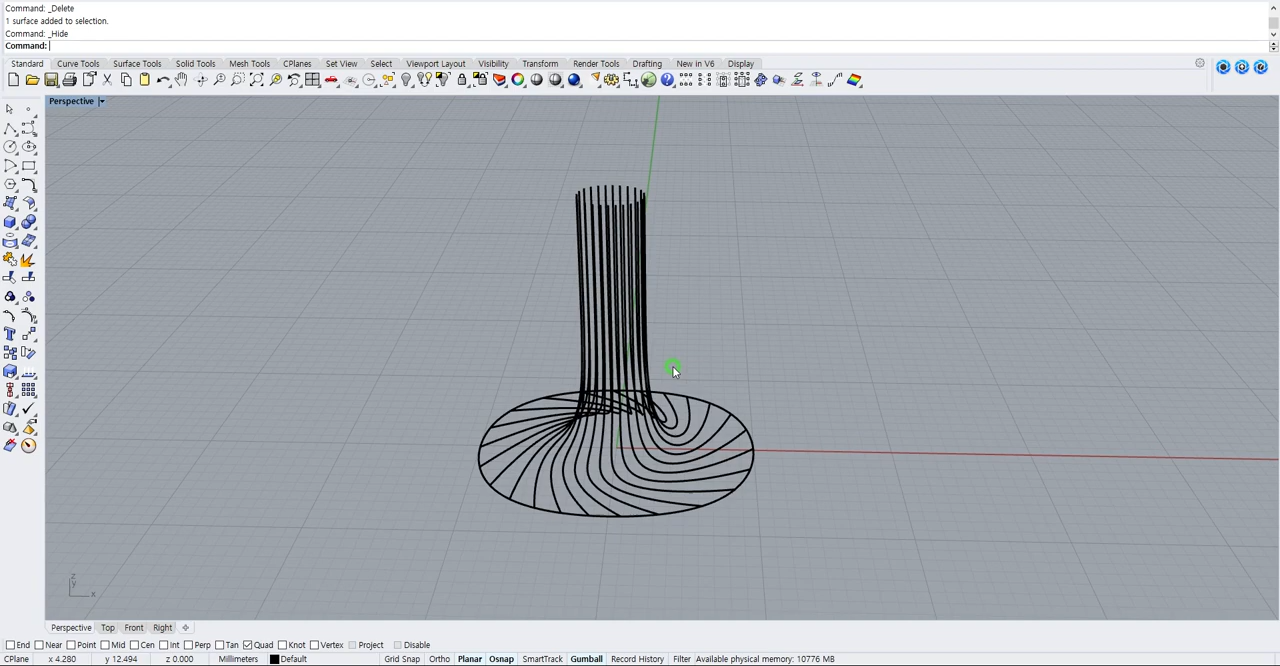 Command: _Delete
1 surface added to selection.
Command: _Hide
Command:
Standard Curve Tools Surface Tools Solid Tools Mesh Tools CPlanes Set View Select Viewport Layout Visibility Transform Render Tools Drafting New in V6 Display
Perspective
z
y
x
Perspective Top Front Right
End Near Point Mid Cen Int Perp Tan Quad Knot Vertex Project Disable
CPlane x 4.280 y 12.494 z 0.000 Millimeters Default Grid Snap Ortho Planar Osnap SmartTrack Gumball Record History Filter Available physical memory: 10776 MB